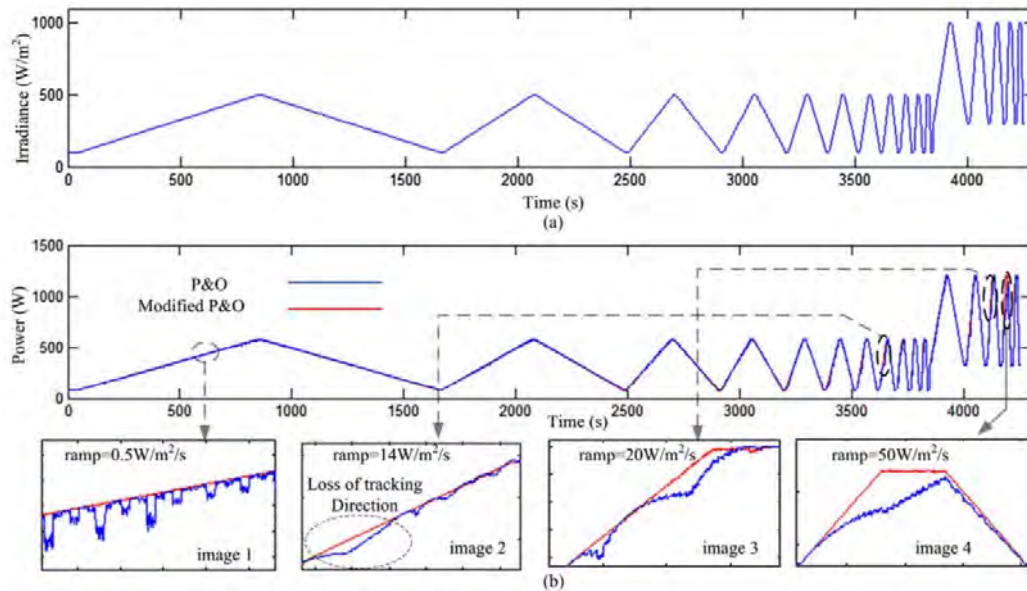 1000
500
0
Irradiance (W/m²)
0 500 1000 1500 2000 2500 3000 3500 4000
Time (s)
(a)
1500
1000
500
0
Power (W)
P&O
Modified P&O
0 500 1000 1500 2000 2500 3000 3500 4000
Time (s)
ramp=0.5W/m²/s
image 1
ramp=14W/m²/s
Loss of tracking
Direction
image 2
ramp=20W/m²/s
image 3
ramp=50W/m²/s
image 4
(b)